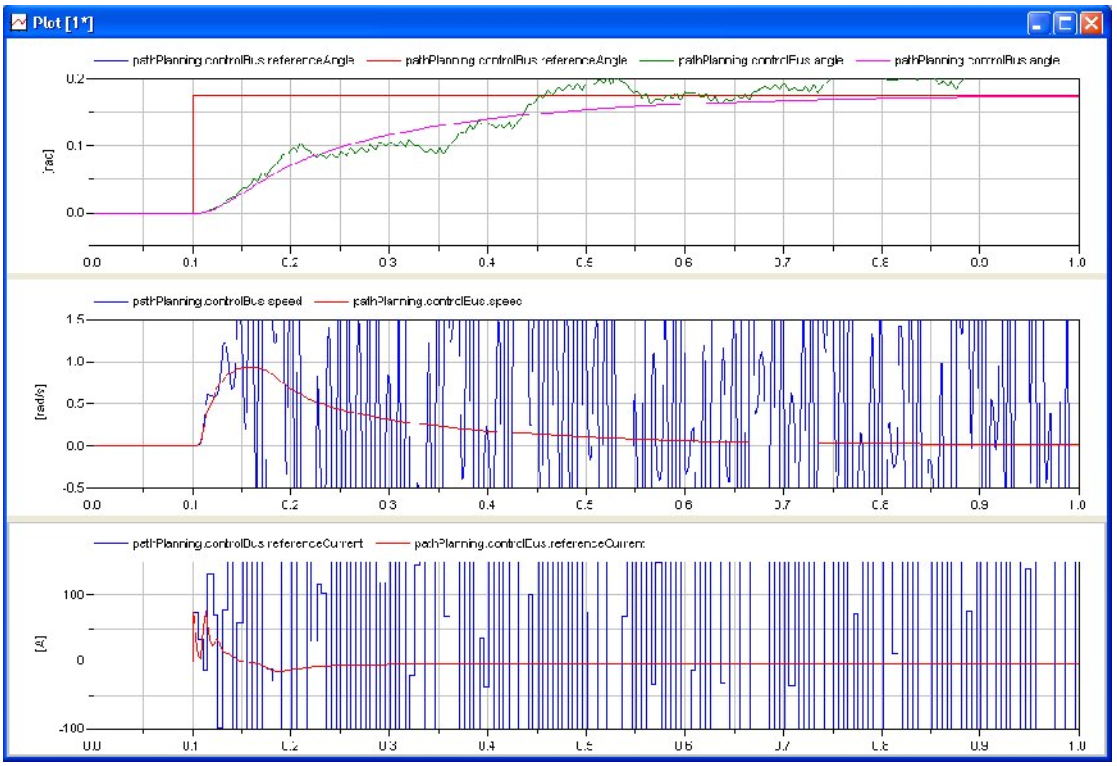 Plot [1*]
pathPlanning.controlBus.referenceAngle pathPlanning.controlBus.referenceAngle pathPlanning.controlBus.angle pathPlanning.controlBus.angle
0.2
0.1
0.0
[rad]
0.0 0.1 0.2 0.3 0.4 0.5 0.6 0.7 0.8 0.9 1.0
pathPlanning.controlBus.speed pathPlanning.controlBus.speed
1.5
1.0
0.5
0.0
-0.5
[rad/s]
0.0 0.1 0.2 0.3 0.4 0.5 0.6 0.7 0.8 0.9 1.0
pathPlanning.controlBus.referenceCurrent pathPlanning.controlBus.referenceCurrent
100
0
-100
[A]
0.0 0.1 0.2 0.3 0.4 0.5 0.6 0.7 0.8 0.9 1.0